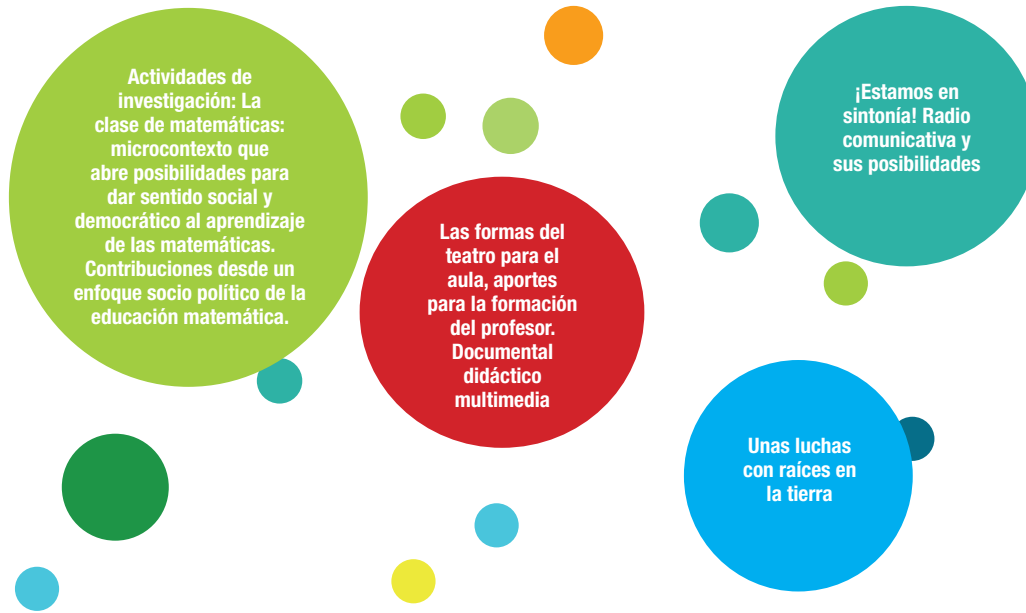 Actividades de
investigación: La
clase de matemáticas:
microcontexto que
abre posibilidades para
dar sentido social y
democrático al aprendizaje
de las matemáticas.
Contribuciones desde un
enfoque socio político de la
educación matemática.
Las formas del
teatro para el
aula, aportes
para la formación
del profesor.
Documental
didáctico
multimedia
¡Estamos en
sintonía! Radio
comunicativa y
sus posibilidades
Unas luchas
con raíces en
la tierra